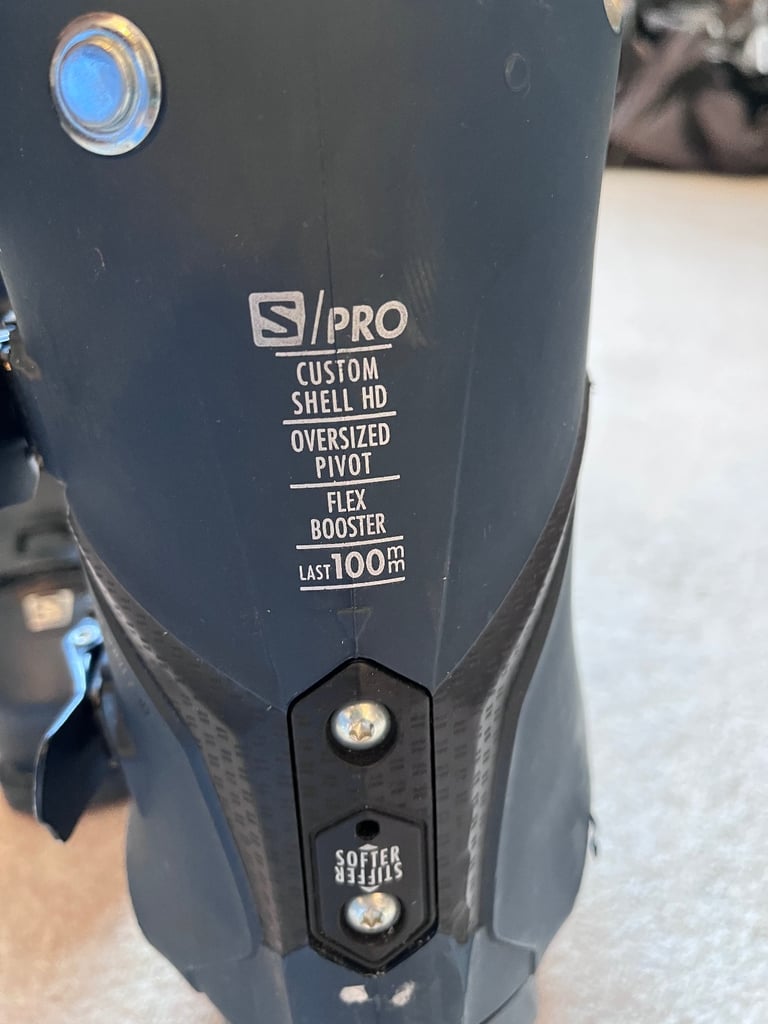 S/PRO
CUSTOM
SHELL HD
OVERSIZED
PIVOT
FLEX
BOOSTER
LAST 100mm
SOFTER
STIFFER